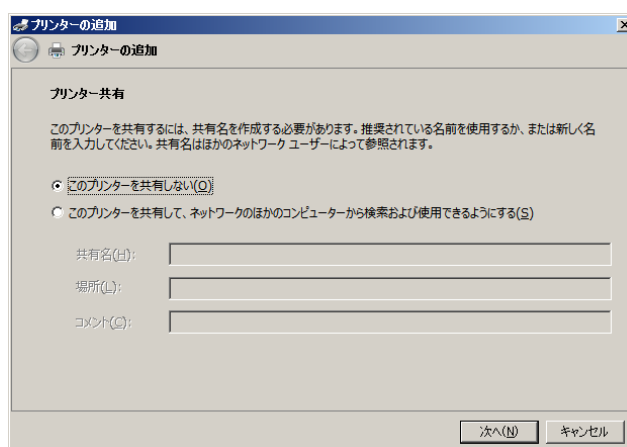 プリンターの追加
プリンターの追加
プリンター共有
このプリンターを共有するには、共有名を作成する必要があります。推奨されている名前を使用するか、または新しく名
前を入力してください。共有名はほかのネットワーク ユーザーによって参照されます。
このプリンターを共有しない(O)
このプリンターを共有して、ネットワークのほかのコンピューターから検索および使用できるようにする(S)
共有名(H):
場所(L):
コメント(C):
次へ(N) キャンセル